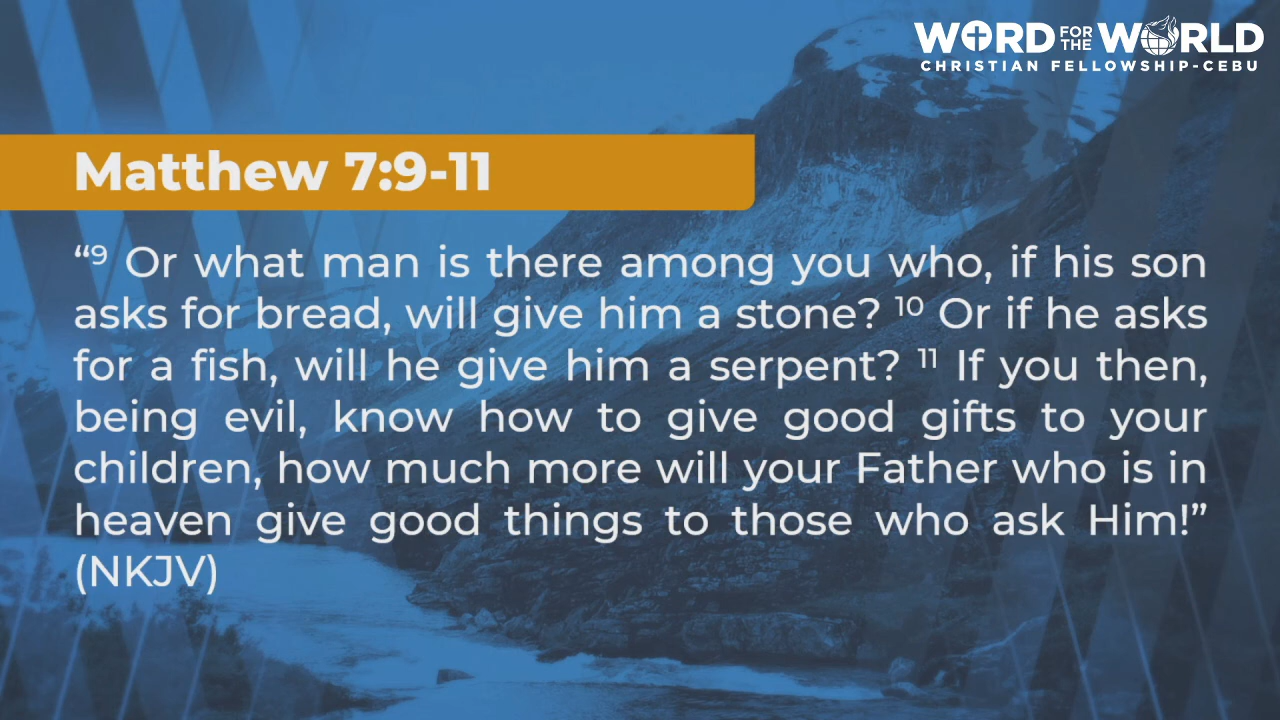 WORD FOR THE WORLD
CHRISTIAN FELLOWSHIP-CEBU
Matthew 7:9-11
“⁹ Or what man is there among you who, if his son
asks for bread, will give him a stone? ¹⁰ Or if he asks
for a fish, will he give him a serpent? ¹¹ If you then,
being evil, know how to give good gifts to your
children, how much more will your Father who is in
heaven give good things to those who ask Him!”
(NKJV)